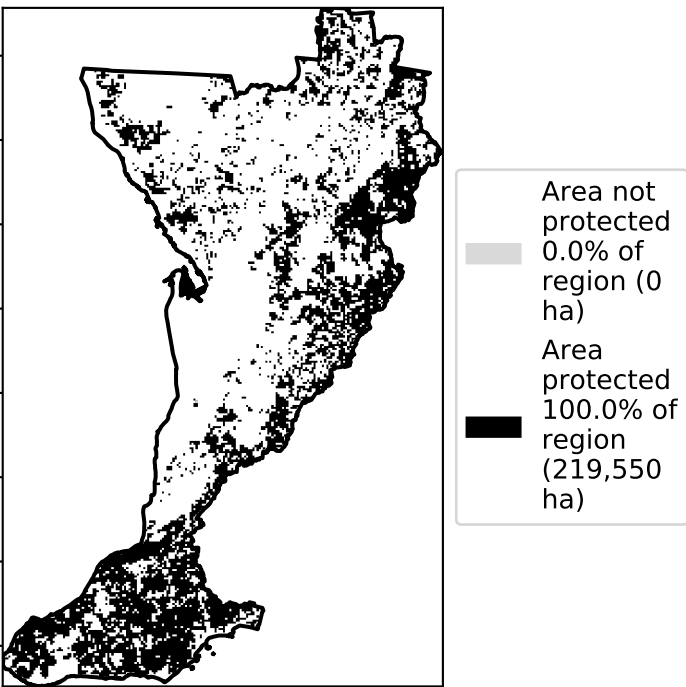 Area not
protected
0.0% of
region (0
ha)
Area
protected
100.0% of
region
(219,550
ha)